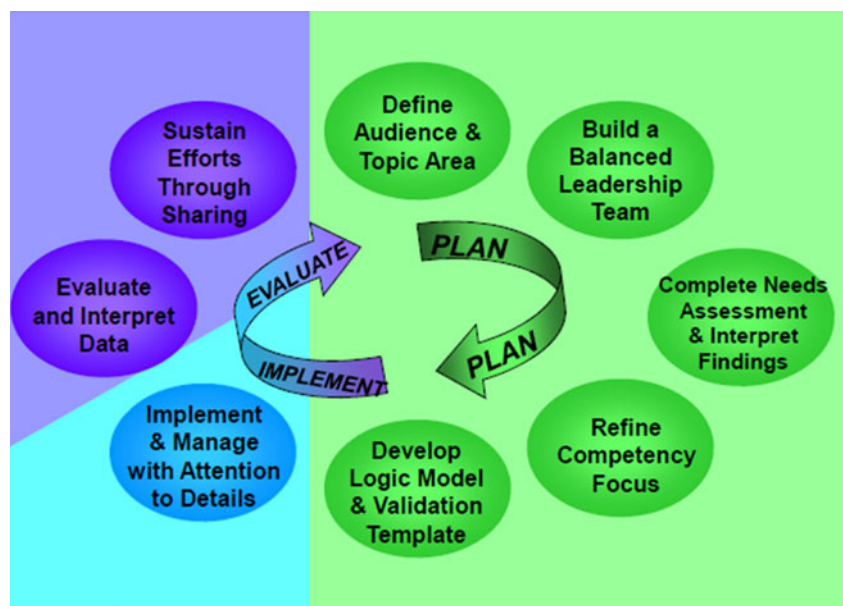 Define
Audience &
Topic Area
Build a
Balanced
Leadership
Team
Complete Needs
Assessment
& Interpret
Findings
Refine
Competency
Focus
Develop
Logic Model
& Validation
Template
Implement
& Manage
with Attention
to Details
Evaluate
and Interpret
Data
Sustain
Efforts
Through
Sharing
PLAN
PLAN
IMPLEMENT
EVALUATE